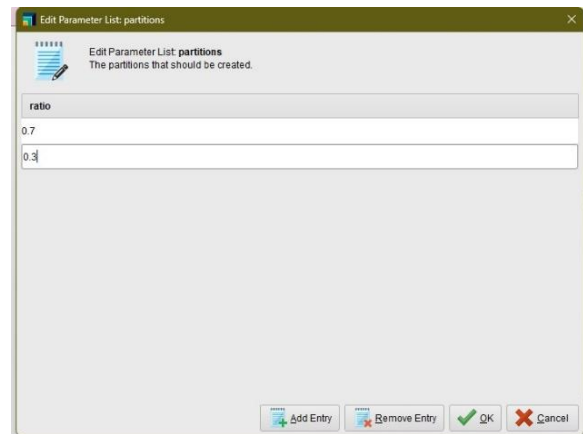 Edit Parameter List: partitions
Edit Parameter List: partitions
The partitions that should be created.
ratio
0.7
0.3
Add Entry
Remove Entry
OK
Cancel